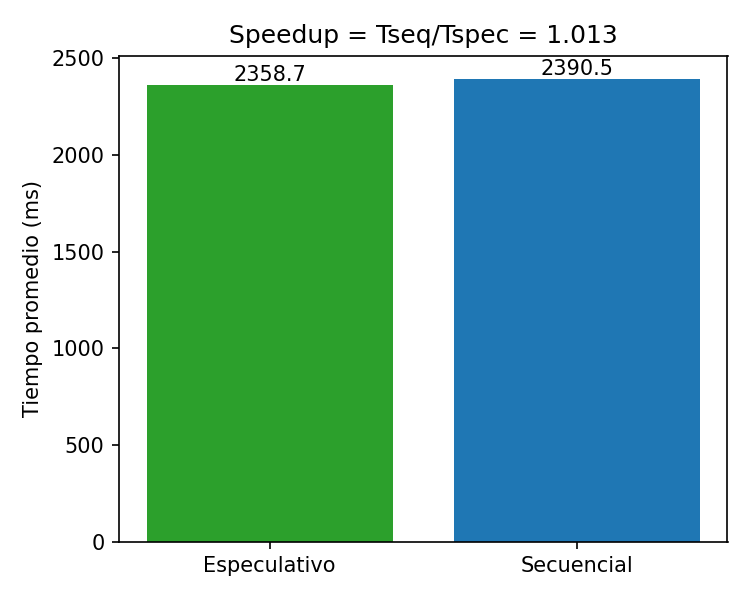 Speedup = Tseq/Tspec = 1.013
2358.7
2390.5
Tiempo promedio (ms)
2500
2000
1500
1000
500
0
Especulativo
Secuencial